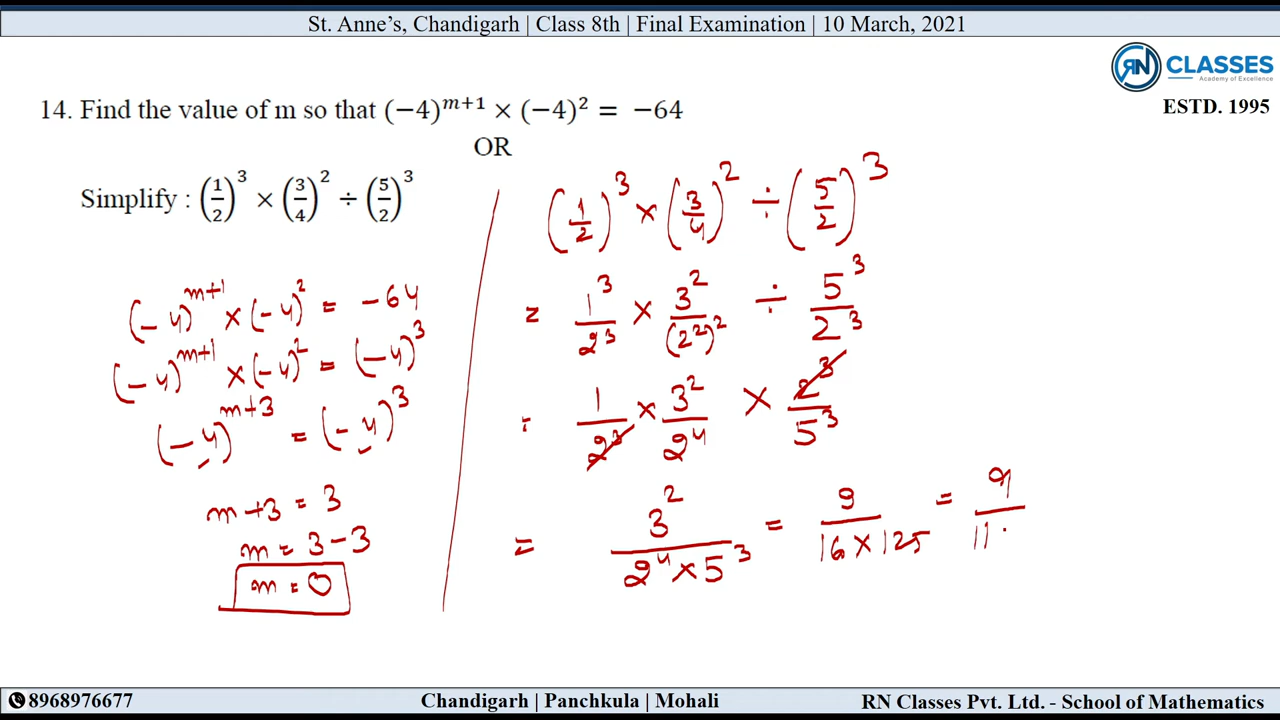 St. Anne's, Chandigarh | Class 8th | Final Examination | 10 March, 2021
RN CLASSES
Academy of Excellence
ESTD. 1995
14. Find the value of m so that (−4)^{m+1} × (−4)^2 = −64
OR
Simplify : (1/2)^3 × (3/4)^2 ÷ (5/2)^3
(−4)^{m+1} × (−4)^2 = −64
(−4)^{m+1} × (−4)^2 = (−4)^3
(−4)^{m+3} = (−4)^3
m+3 = 3
m = 3−3
m = 0
(1/2)^3 × (3/4)^2 ÷ (5/2)^3
= 1^3/2^3 × 3^2/(2^2)^2 ÷ 5^3/2^3
= 1/2^3 × 3^2/2^4 × 2^3/5^3
= 3^2/(2^4 × 5^3) = 9/(16 × 125) = 9/11
8968976677
Chandigarh | Panchkula | Mohali
RN Classes Pvt. Ltd. - School of Mathematics